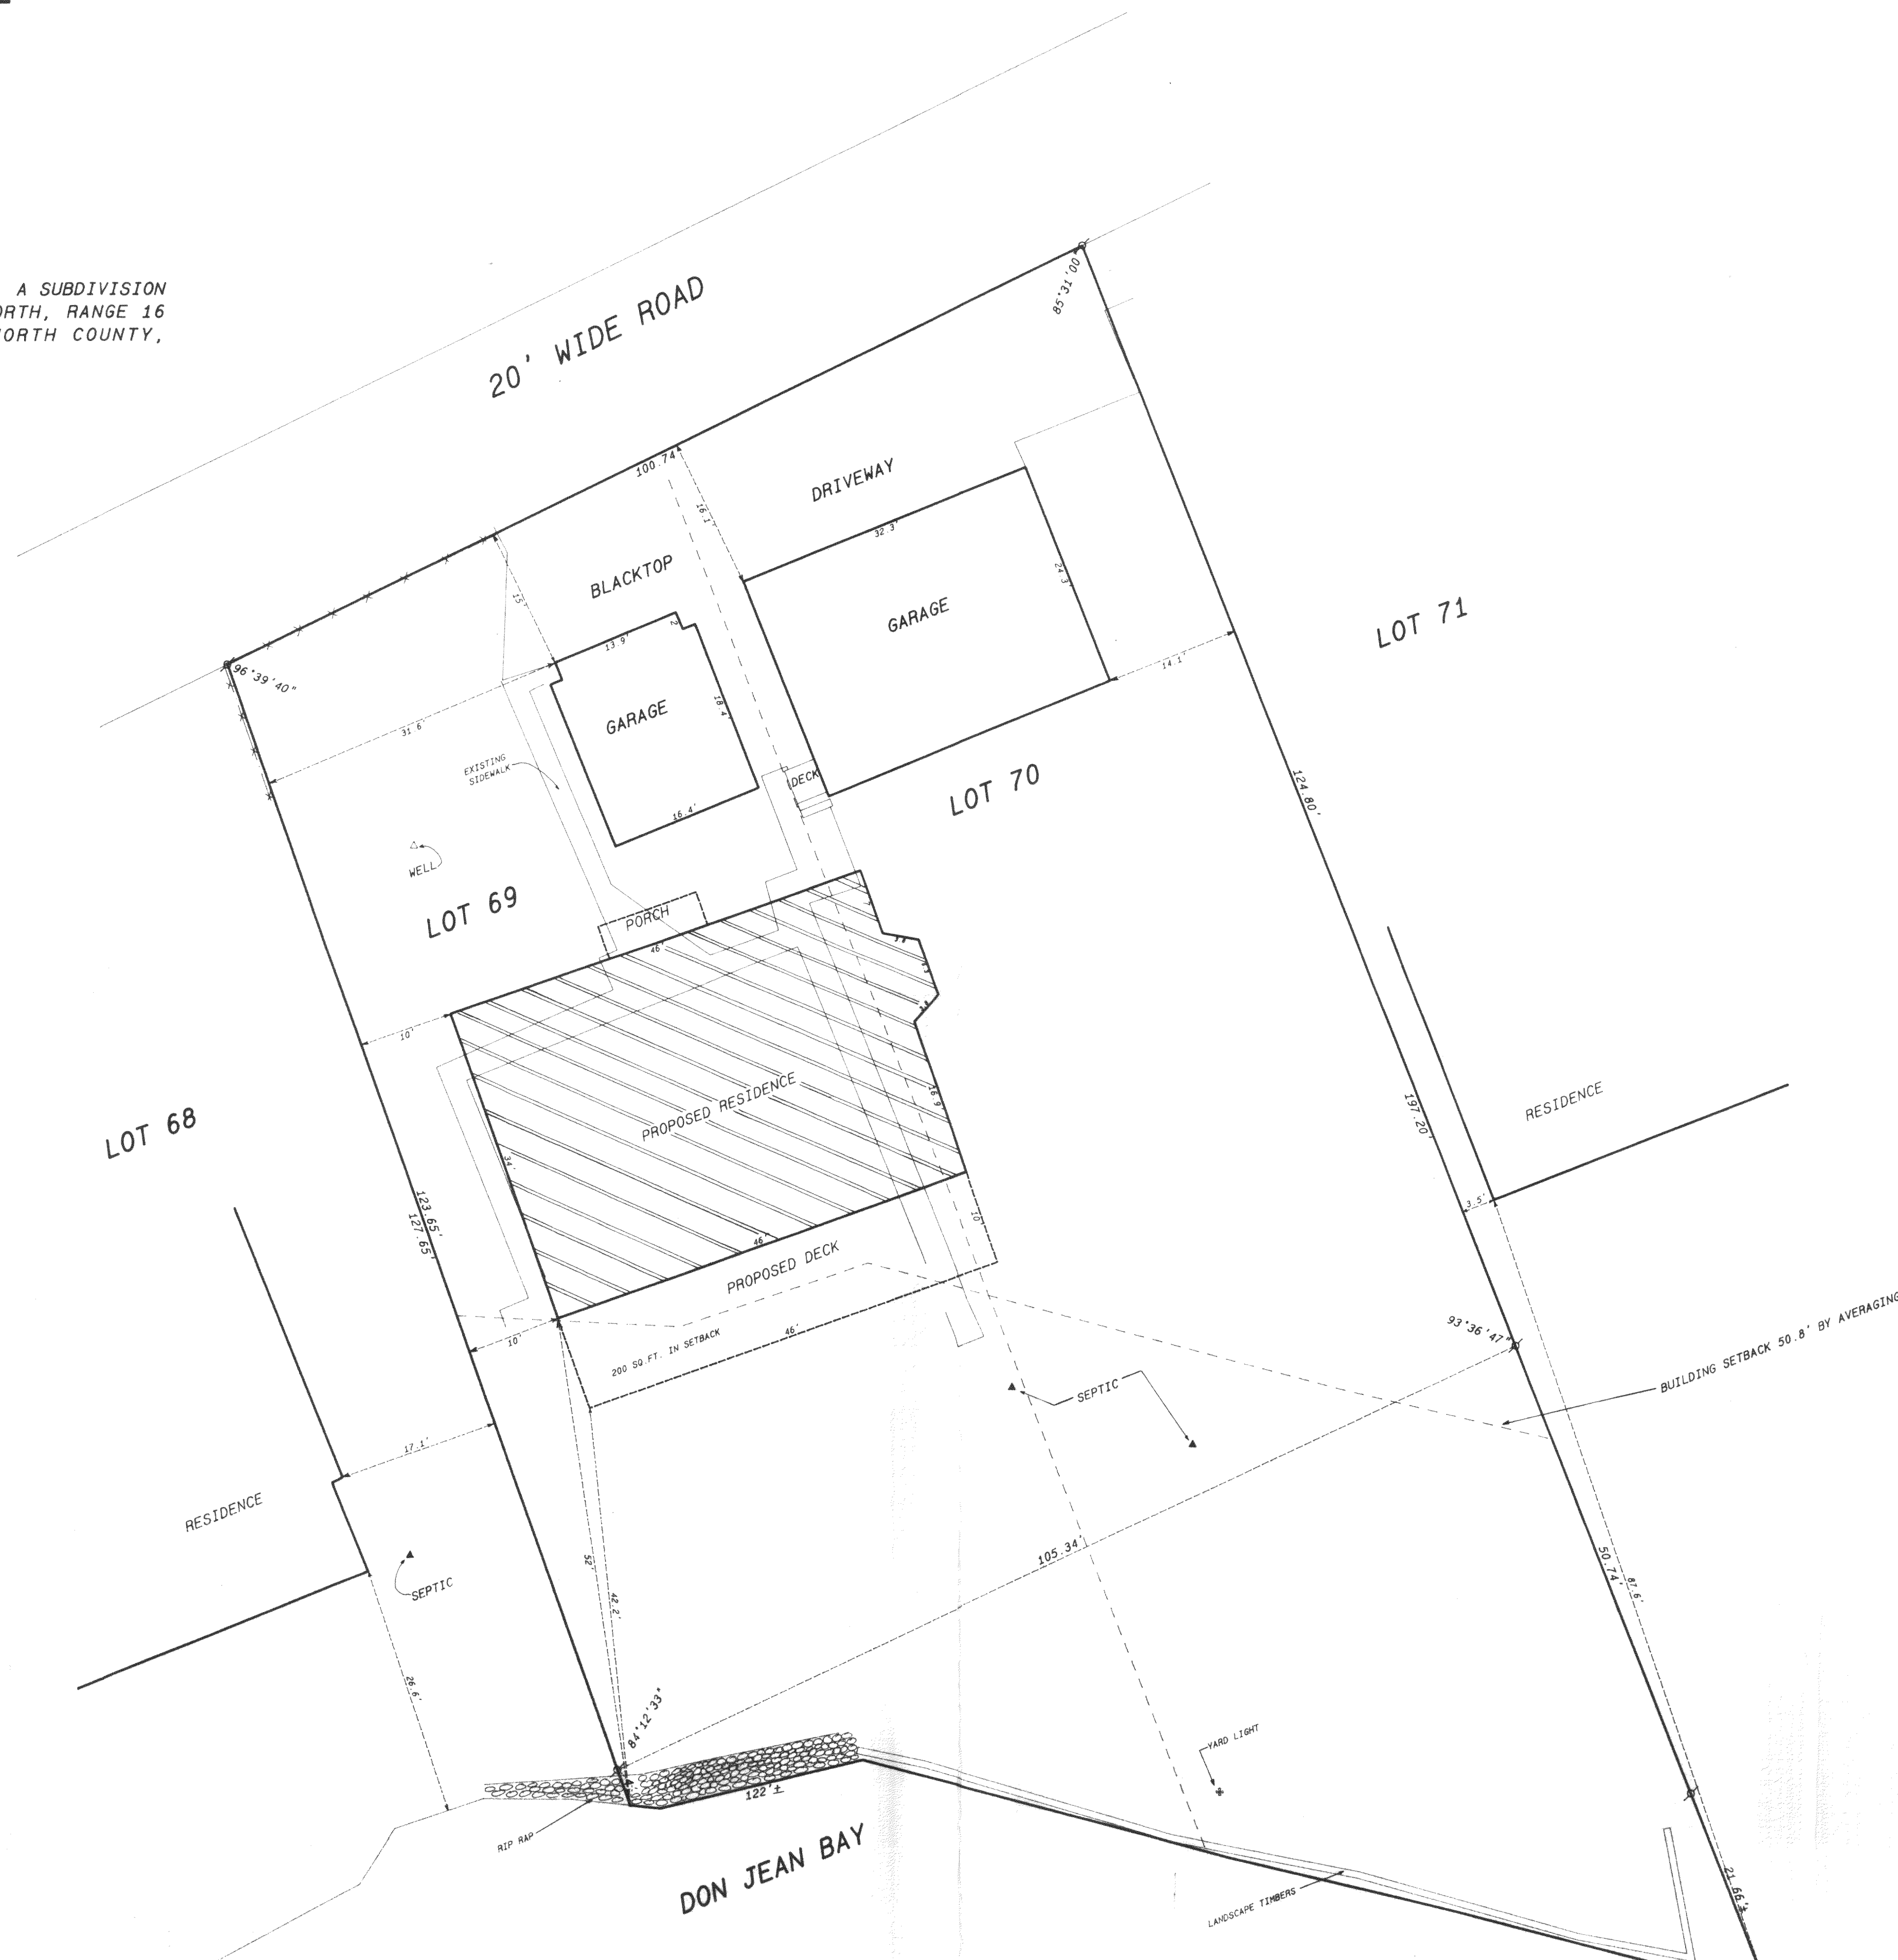 A SUBDIVISION
ORTH, RANGE 16
NORTH COUNTY,
20' WIDE ROAD
85°31'00"
100.74'
16.1'
DRIVEWAY
32.3'
24.3'
GARAGE
14.1'
LOT 71
96°39'40"
15'
BLACKTOP
13.9'
2'
GARAGE
18.4'
16.4'
31.6'
EXISTING
SIDEWALK
DECK
LOT 70
124.80'
WELL
LOT 69
PORCH
46'
10'
PROPOSED RESIDENCE
16.9'
34'
46'
PROPOSED DECK
10'
200 SQ.FT. IN SETBACK
46'
10'
LOT 68
123.65'
127.65'
197.20'
RESIDENCE
3.5'
93°36'47"
BUILDING SETBACK 50.8' BY AVERAGING
SEPTIC
17.1'
RESIDENCE
SEPTIC
26.6'
52'
42.2'
105.34'
50.74'
87.6'
84°12'33"
YARD LIGHT
122'±
RIP RAP
DON JEAN BAY
LANDSCAPE TIMBERS
21.66'±